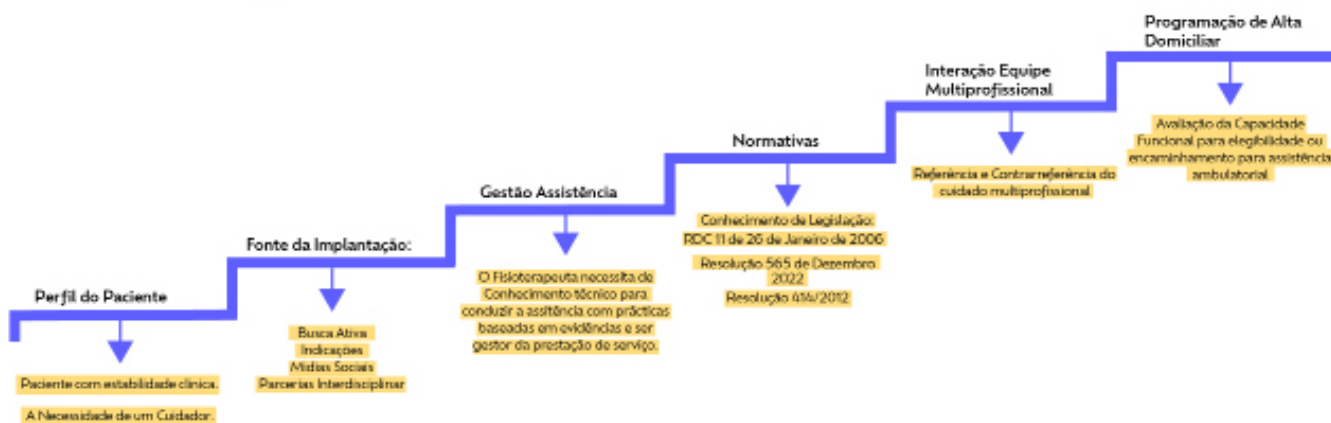 Perfil do Paciente
Paciente com estabilidade clínica.
A Necessidade de um Cuidador.
Fonte da Implantação:
Busca Ativa
Indicações
Mídias Sociais
Parcerias Interdisciplinar
Gestão Assistência
O Fisioterapeuta necessita de
Conhecimento técnico para
conduzir a assitência com práticas
baseadas em evidências e ser
gestor da prestação de serviço.
Normativas
Conhecimento de Legislação:
RDC 11 de 26 de Janeiro de 2006
Resolução 565 de Dezembro
2022
Resolução 414/2012
Interação Equipe
Multiprofissional
Referência e Contrarreferência do
cuidado multiprofissional
Programação de Alta
Domiciliar
Avaliação da Capacidade
Funcional para elegibilidade ou
encaminhamento para assistência
ambulatorial